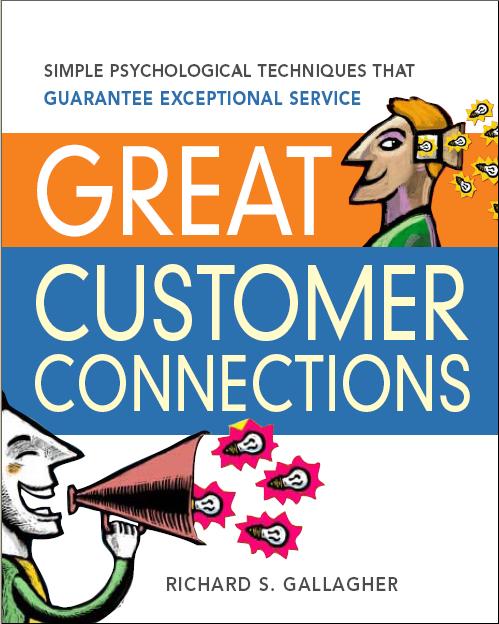 SIMPLE PSYCHOLOGICAL TECHNIQUES THAT
GUARANTEE EXCEPTIONAL SERVICE
GREAT
CUSTOMER
CONNECTIONS
RICHARD S. GALLAGHER